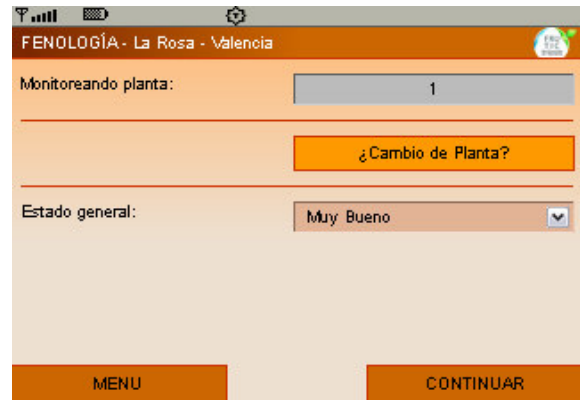 FENOLOGÍA - La Rosa - Valencia
Monitoreando planta:
1
¿Cambio de Planta?
Estado general:
Muy Bueno
MENU
CONTINUAR